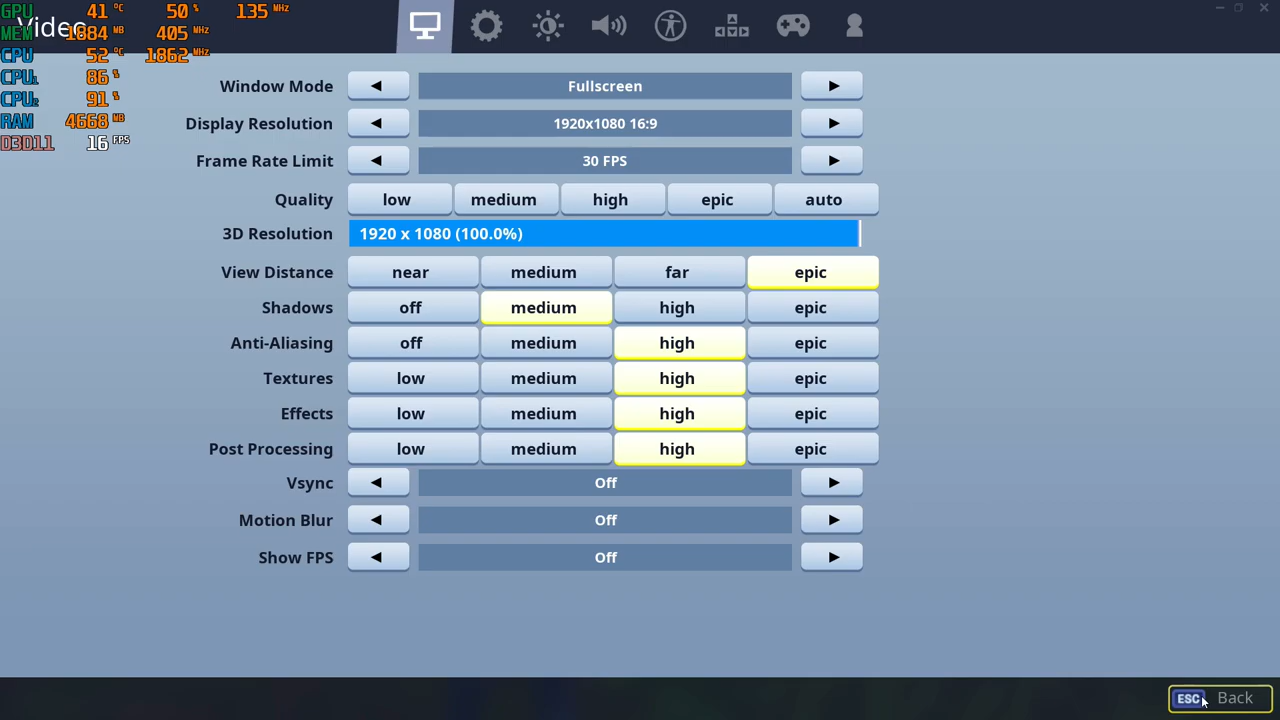 Video
GPU 41 °C 50 % 135 MHz
MEM 1884 MB 405 MHz
CPU 52 °C 1862 MHz
CPU1 86 %
CPU2 91 %
RAM 4668 MB
D3D11 16 FPS
Window Mode ◀ Fullscreen ▶
Display Resolution ◀ 1920x1080 16:9 ▶
Frame Rate Limit ◀ 30 FPS ▶
Quality low medium high epic auto
3D Resolution 1920 x 1080 (100.0%)
View Distance near medium far epic
Shadows off medium high epic
Anti-Aliasing off medium high epic
Textures low medium high epic
Effects low medium high epic
Post Processing low medium high epic
Vsync ◀ Off ▶
Motion Blur ◀ Off ▶
Show FPS ◀ Off ▶
ESC Back